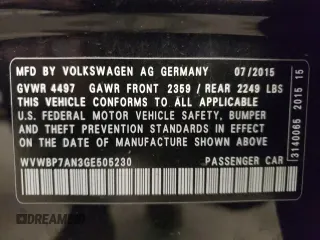 MFD BY VOLKSWAGEN AG GERMANY 07/2015
GVWR 4497 GAWR FRONT 2359 / REAR 2249 LBS
THIS VEHICLE CONFORMS TO ALL APPLICABLE
U.S. FEDERAL MOTOR VEHICLE SAFETY, BUMPER
AND THEFT PREVENTION STANDARDS IN EFFECT
ON THE DATE OF MANUFACTURE SHOWN ABOVE
WVWBP7AN3GE505230 PASSENGER CAR
3140065 2015 15
DREAMERIE